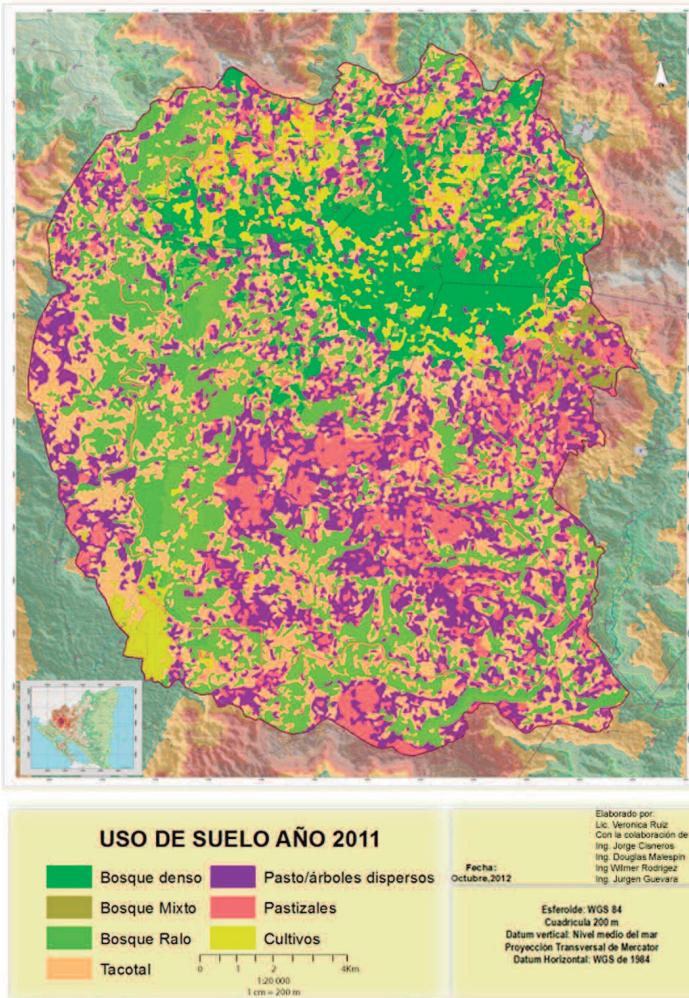 USO DE SUELO AÑO 2011
Bosque denso
Bosque Mixto
Bosque Ralo
Tacotal
Pasto/árboles dispersos
Pastizales
Cultivos
0 1 2 4Km
1:20 000
1 cm = 200 m
Fecha:
Octubre,2012
Elaborado por:
Lic. Veronica Ruiz
Con la colaboración de
Ing. Jorge Cisneros
Ing. Douglas Malespin
Ing Wilmer Rodrigez
Ing. Jurgen Guevara
Esferoide: WGS 84
Cuadricula 200 m
Datum vertical: Nivel medio del mar
Proyección Transversal de Mercator
Datum Horizontal: WGS de 1984